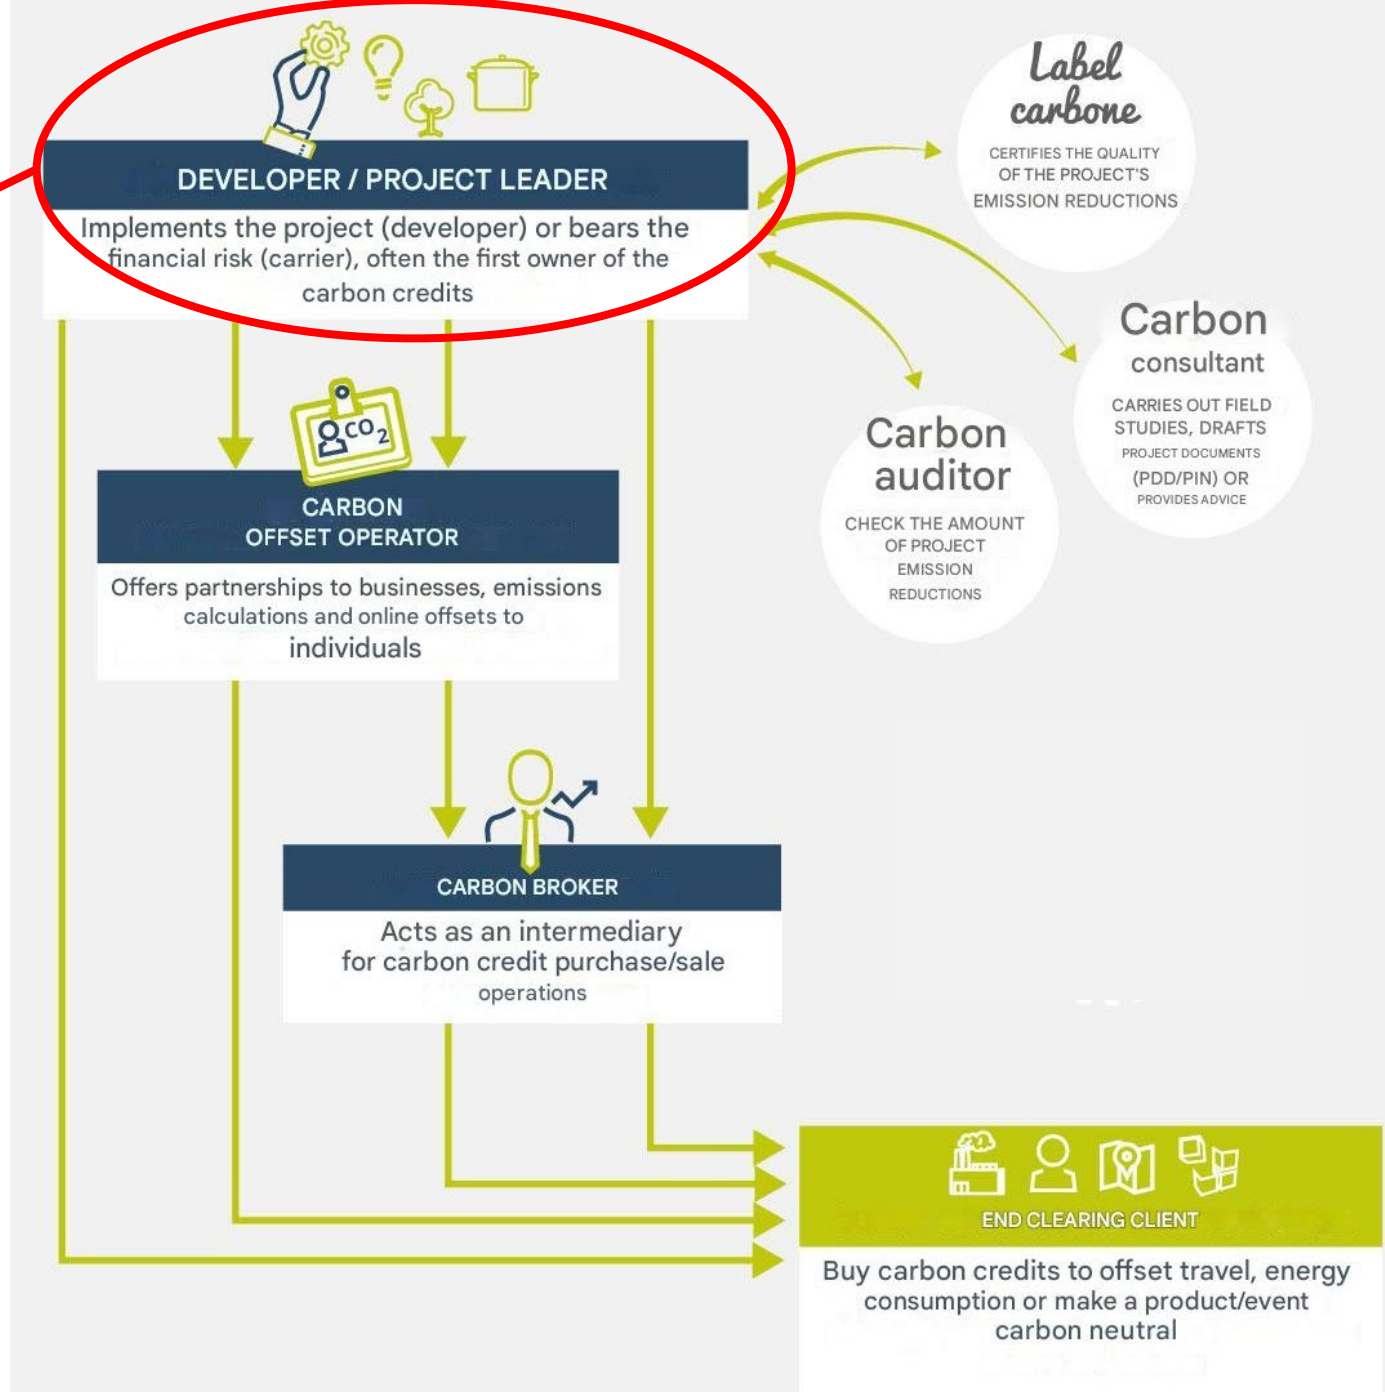 Label
carbone
CERTIFIES THE QUALITY
OF THE PROJECT'S
EMISSION REDUCTIONS
DEVELOPER / PROJECT LEADER
Implements the project (developer) or bears the
financial risk (carrier), often the first owner of the
carbon credits
Carbon
consultant
CARRIES OUT FIELD
STUDIES, DRAFTS
PROJECT DOCUMENTS
(PDD/PIN) OR
PROVIDES ADVICE
Carbon
auditor
CHECK THE AMOUNT
OF PROJECT
EMISSION
REDUCTIONS
CO2
CARBON
OFFSET OPERATOR
Offers partnerships to businesses, emissions
calculations and online offsets to
individuals
CARBON BROKER
Acts as an intermediary
for carbon credit purchase/sale
operations
END CLEARING CLIENT
Buy carbon credits to offset travel, energy
consumption or make a product/event
carbon neutral